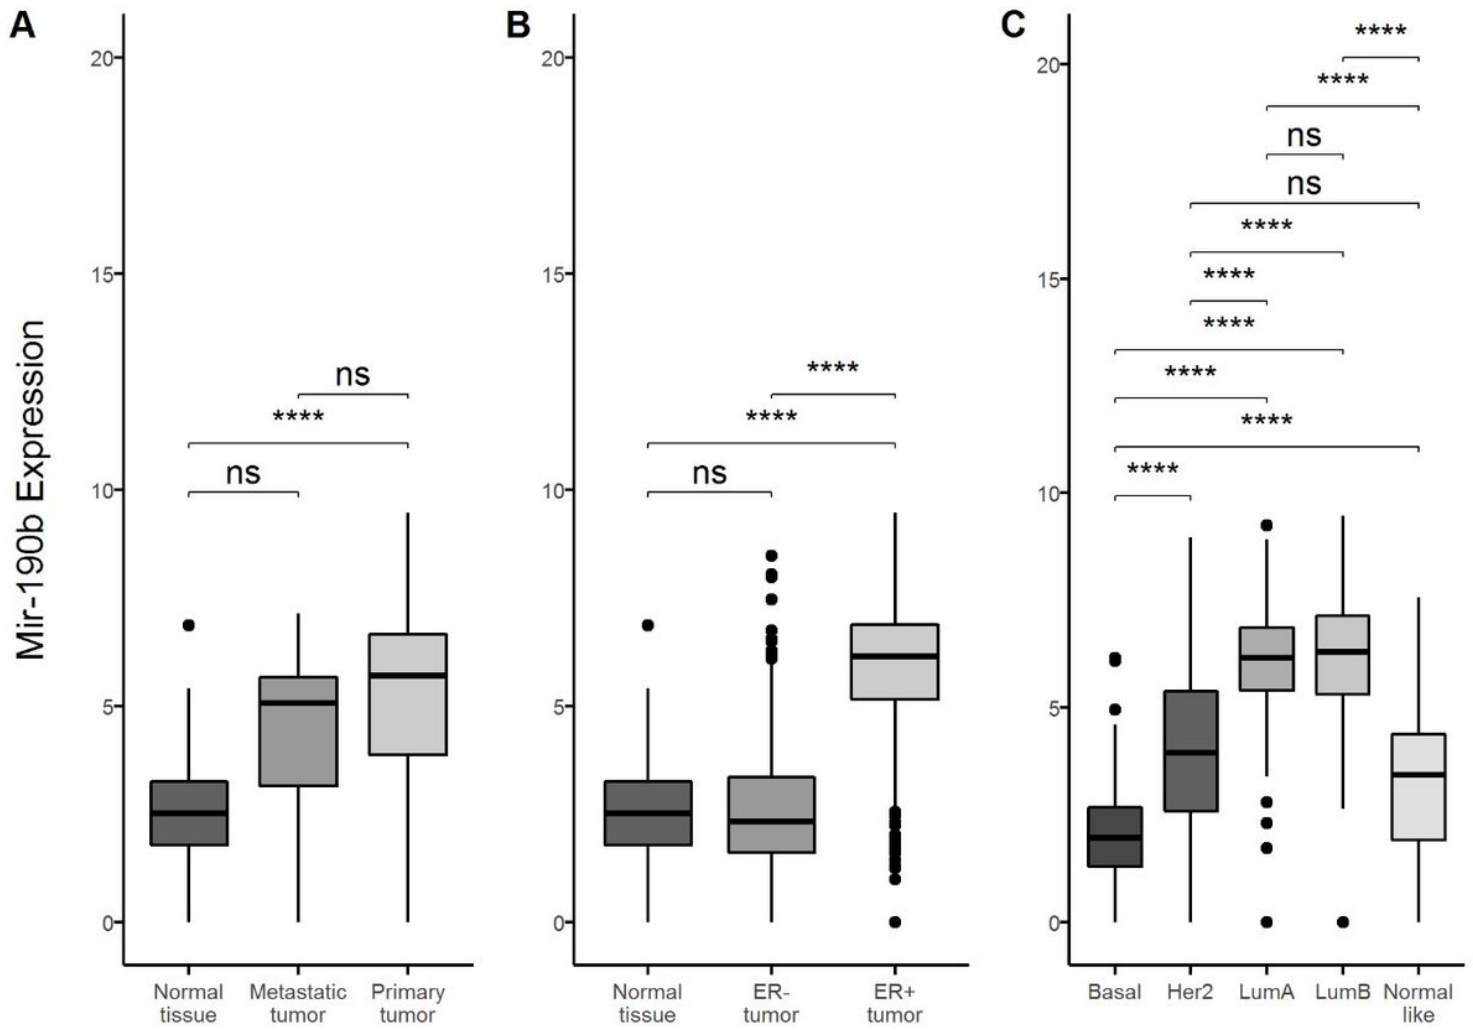 A
B
C
Mir-190b Expression
20
15
10
5
0
ns
****
ns
Normal
tissue
Metastatic
tumor
Primary
tumor
20
15
10
5
0
****
****
ns
Normal
tissue
ER-
tumor
ER+
tumor
20
15
10
5
0
****
****
ns
ns
****
****
****
****
****
****
Basal
Her2
LumA
LumB
Normal
like